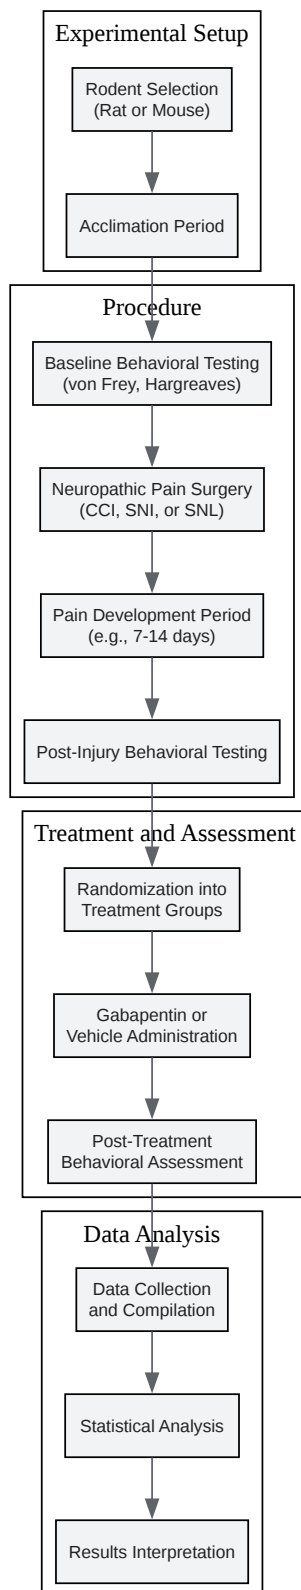 Experimental Setup
Rodent Selection
(Rat or Mouse)
Acclimation Period
Procedure
Baseline Behavioral Testing
(von Frey, Hargreaves)
Neuropathic Pain Surgery
(CCI, SNI, or SNL)
Pain Development Period
(e.g., 7-14 days)
Post-Injury Behavioral Testing
Treatment and Assessment
Randomization into
Treatment Groups
Gabapentin or
Vehicle Administration
Post-Treatment
Behavioral Assessment
Data Analysis
Data Collection
and Compilation
Statistical Analysis
Results Interpretation